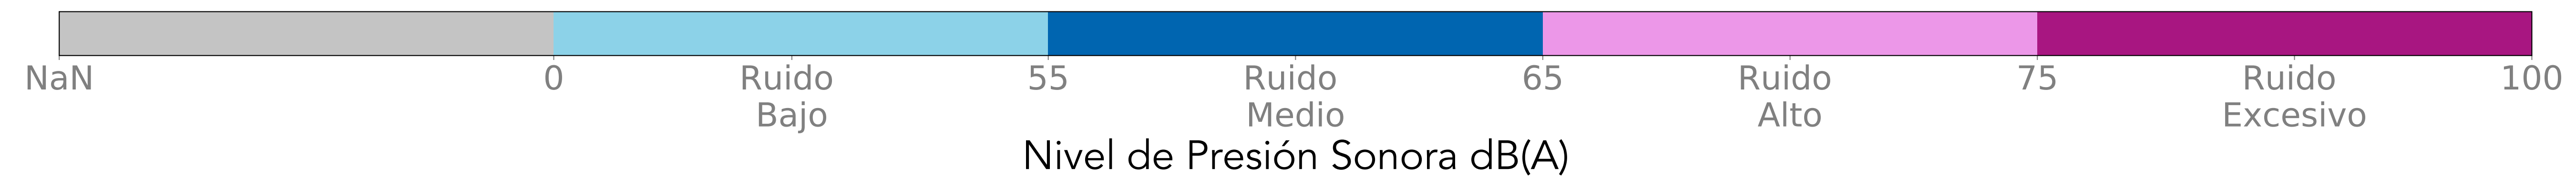 NaN 0 Ruido 55 Ruido 65 Ruido 75 Ruido 100
Bajo Medio Alto Excesivo
Nivel de Presión Sonora dB(A)